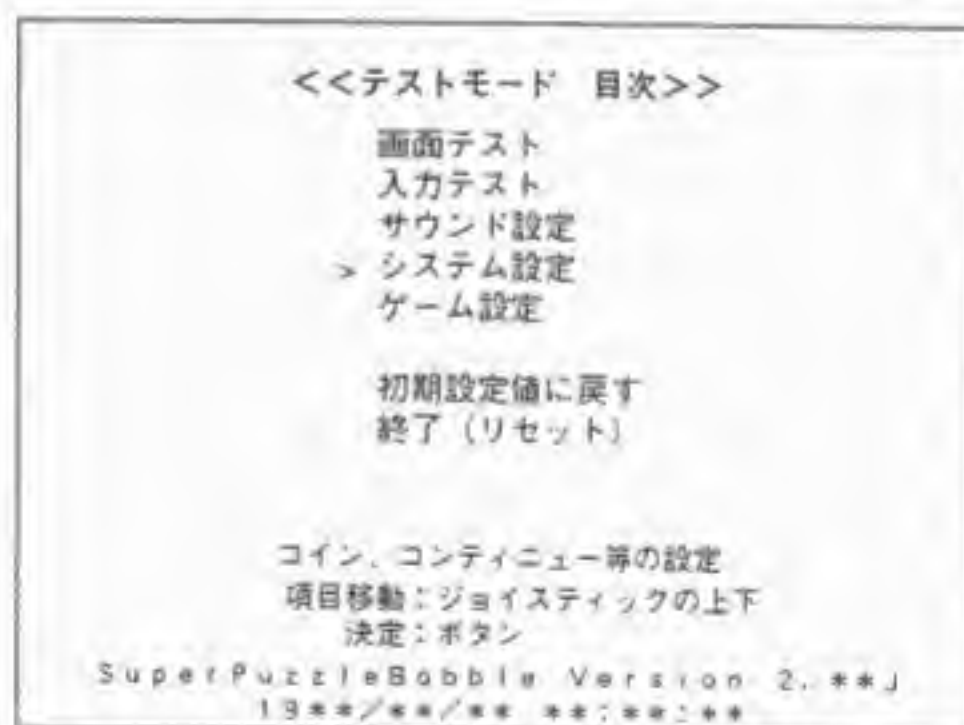 <<テストモード 目次>>
画面テスト
入力テスト
サウンド設定
> システム設定
ゲーム設定
初期設定値に戻す
終了 (リセット)
コイン、コンティニュー等の設定
項目移動:ジョイスティックの上下
決定:ボタン
SuperPuzzleBobble Version 2.**J
19**/**/** **:**:**